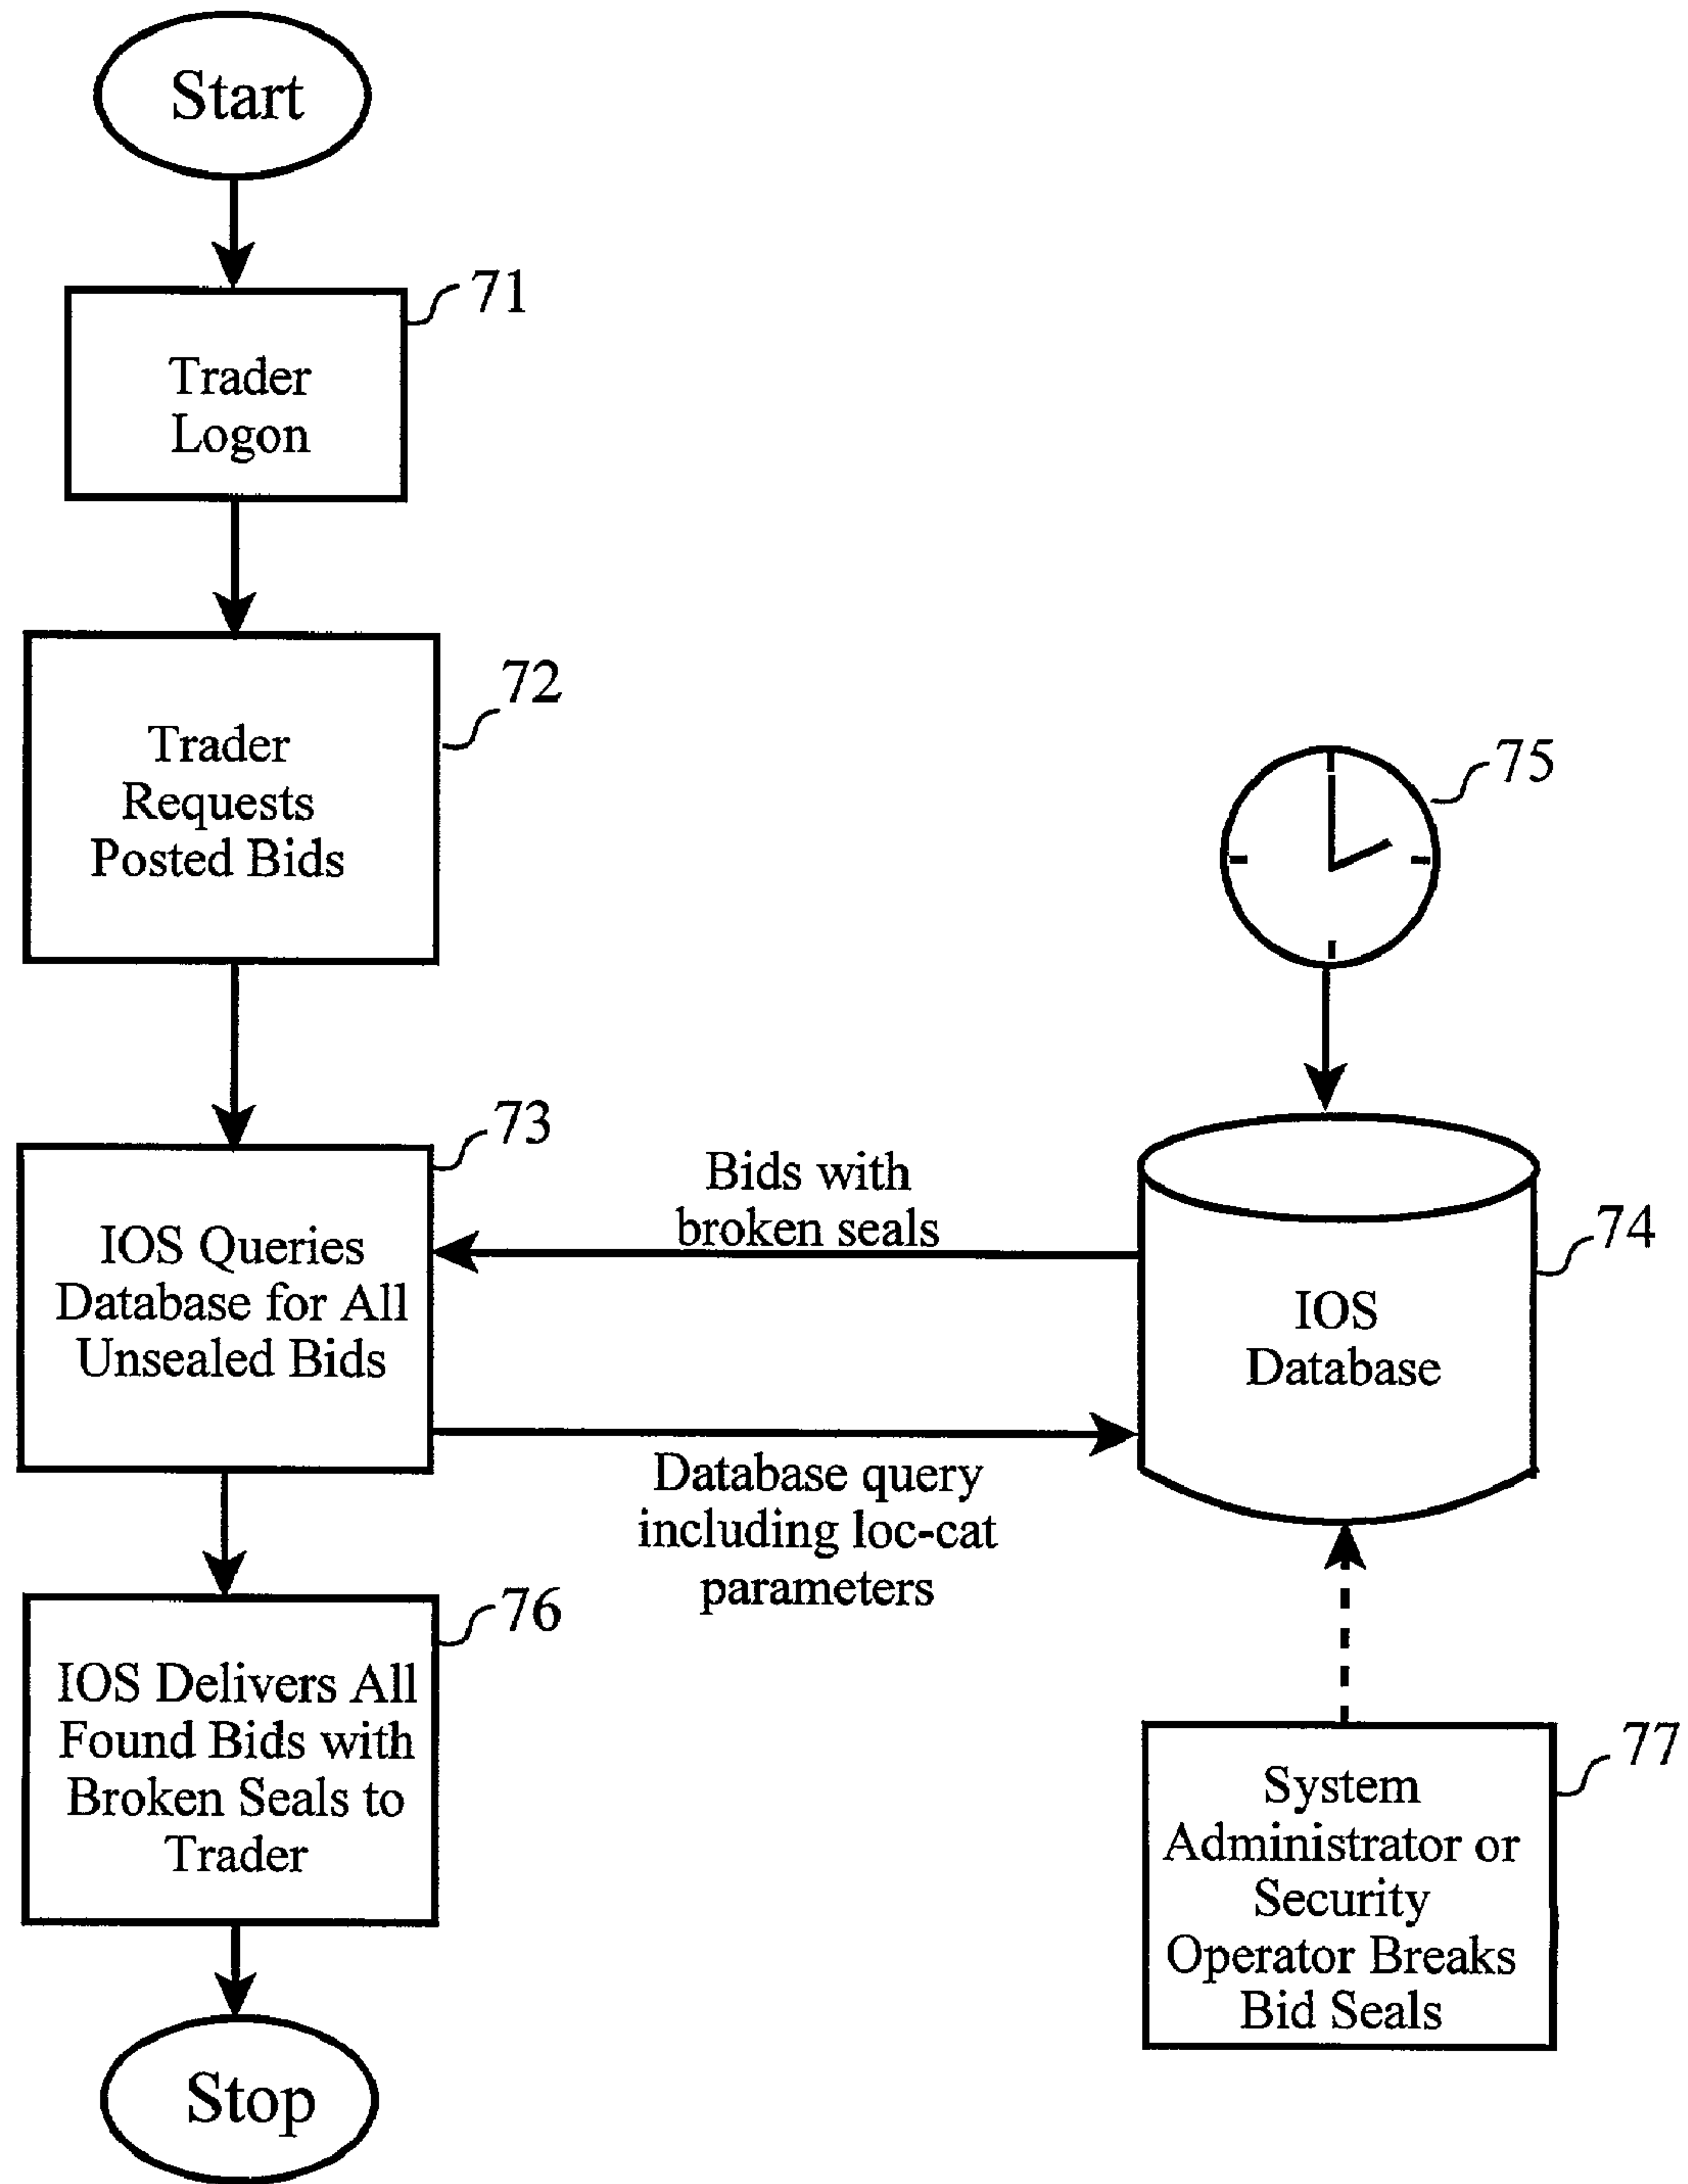 Start
71
Trader
Logon
72
Trader
Requests
Posted Bids
75
73
IOS Queries
Database for All
Unsealed Bids
Bids with
broken seals
74
IOS
Database
Database query
including loc-cat
parameters
76
IOS Delivers All
Found Bids with
Broken Seals to
Trader
77
System
Administrator or
Security
Operator Breaks
Bid Seals
Stop